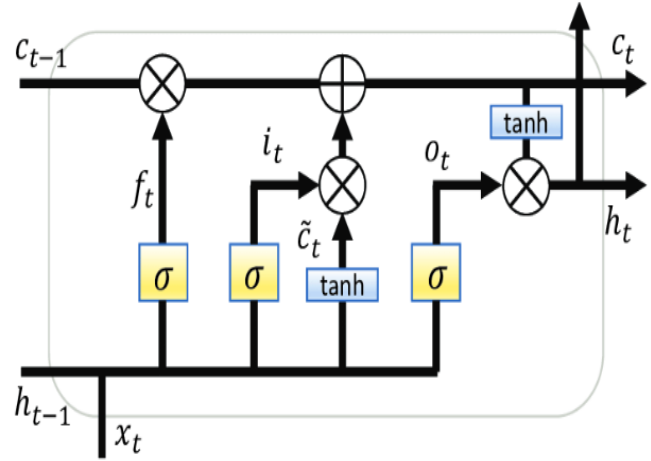 c_{t−1}
c_t
tanh
i_t
o_t
f_t
c̃_t
h_t
σ
σ
tanh
σ
h_{t−1}
x_t